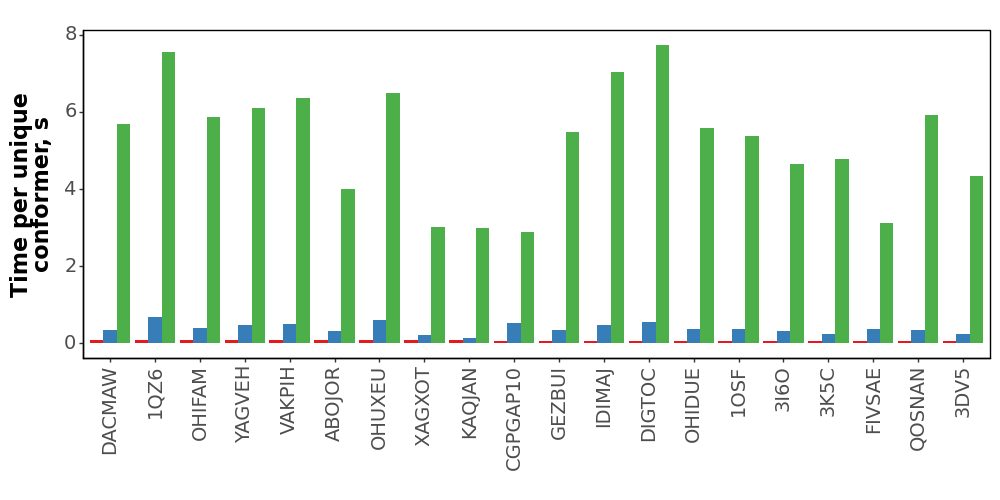 Time per unique
conformer, s
8
6
4
2
0
DACMAW
1QZ6
OHIFAM
YAGVEH
VAKPIH
ABOJOR
OHUXEU
XAGXOT
KAQJAN
CGPGAP10
GEZBUI
IDIMAJ
DIGTOC
OHIDUE
1OSF
3I6O
3K5C
FIVSAE
QOSNAN
3DV5